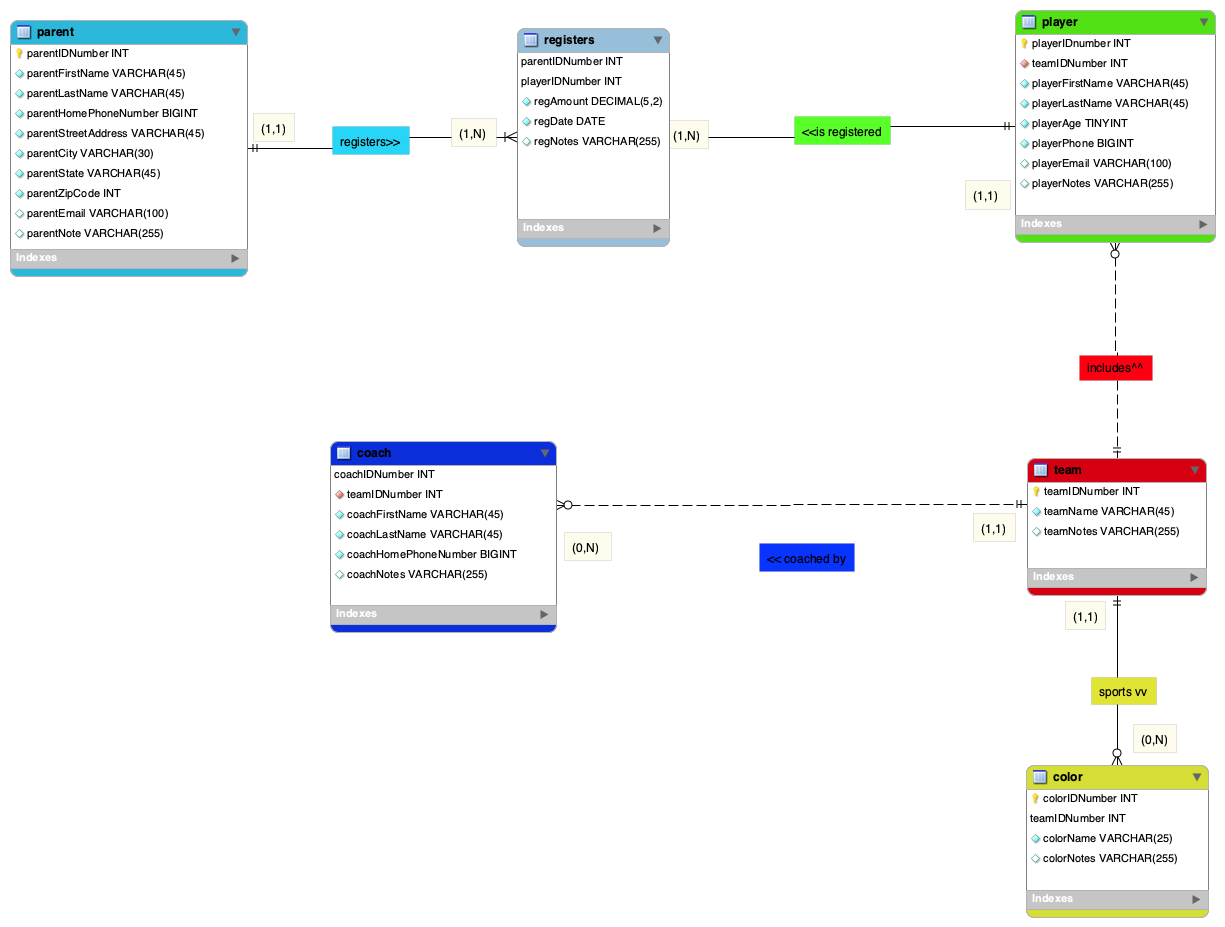 parent
parentIDNumber INT
parentFirstName VARCHAR(45)
parentLastName VARCHAR(45)
parentHomePhoneNumber BIGINT
parentStreetAddress VARCHAR(45)
parentCity VARCHAR(30)
parentState VARCHAR(45)
parentZipCode INT
parentEmail VARCHAR(100)
parentNote VARCHAR(255)
Indexes
(1,1)
registers>>
(1,N)
registers
parentIDNumber INT
playerIDNumber INT
regAmount DECIMAL(5,2)
regDate DATE
regNotes VARCHAR(255)
Indexes
(1,N)
<<is registered
(1,1)
player
playerIDnumber INT
teamIDNumber INT
playerFirstName VARCHAR(45)
playerLastName VARCHAR(45)
playerAge TINYINT
playerPhone BIGINT
playerEmail VARCHAR(100)
playerNotes VARCHAR(255)
Indexes
includes^^
coach
coachIDNumber INT
teamIDNumber INT
coachFirstName VARCHAR(45)
coachLastName VARCHAR(45)
coachHomePhoneNumber BIGINT
coachNotes VARCHAR(255)
Indexes
(0,N)
<< coached by
(1,1)
team
teamIDNumber INT
teamName VARCHAR(45)
teamNotes VARCHAR(255)
Indexes
(1,1)
sports vv
(0,N)
color
colorIDNumber INT
teamIDNumber INT
colorName VARCHAR(25)
colorNotes VARCHAR(255)
Indexes